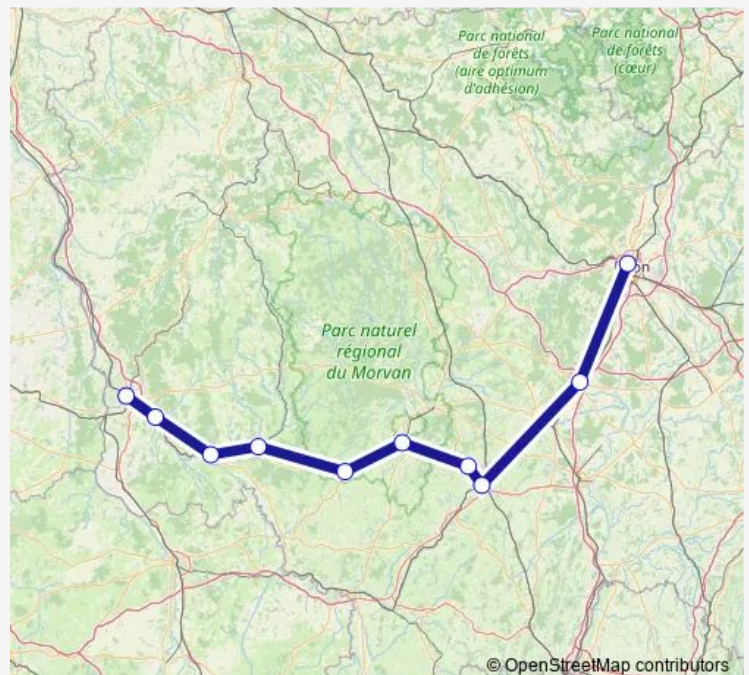 Parc national
de forêts
(aire optimum
d'adhésion)
Parc national
de forêts
(cœur)
Parc naturel
régional
du Morvan
© OpenStreetMap contributors